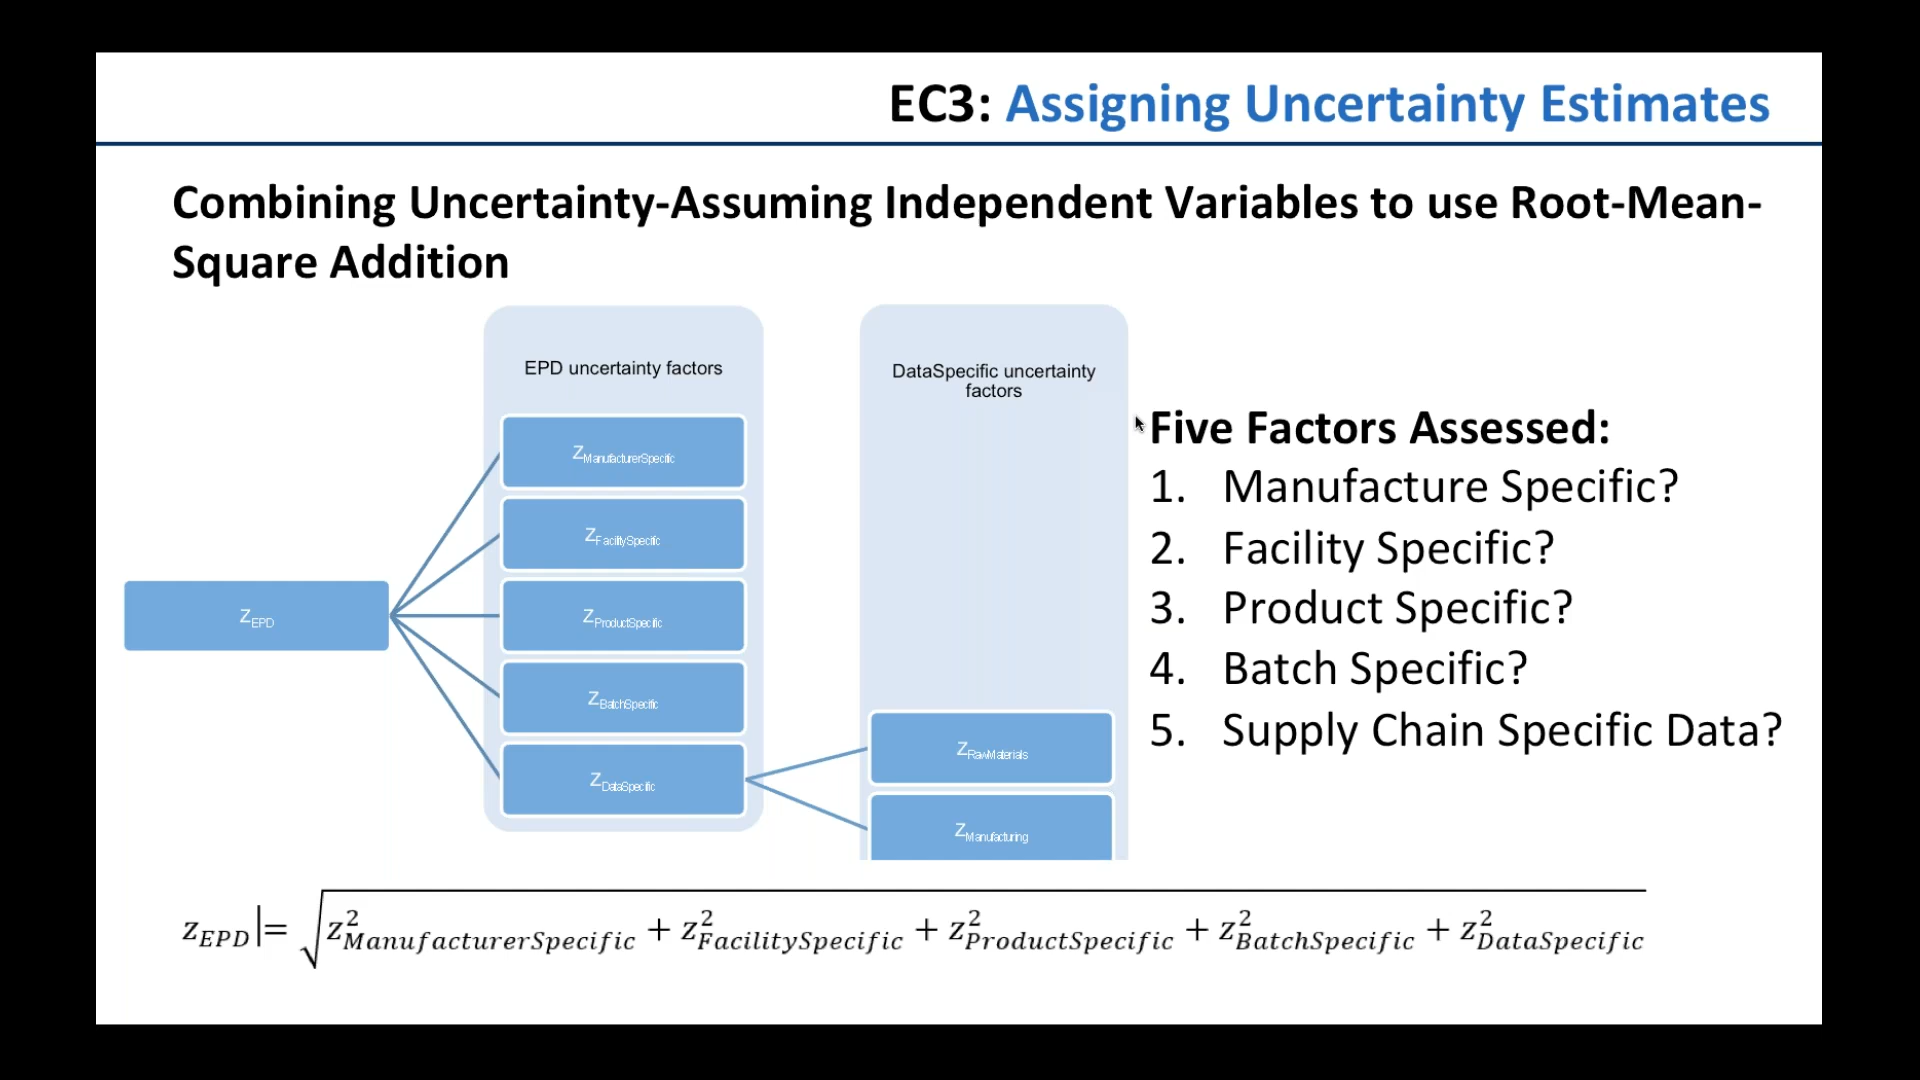 EC3: Assigning Uncertainty Estimates
Combining Uncertainty-Assuming Independent Variables to use Root-Mean-
Square Addition
EPD uncertainty factors
DataSpecific uncertainty
factors
z_EPD
z_ManufacturerSpecific
z_FacilitySpecific
z_ProductSpecific
z_BatchSpecific
z_DataSpecific
z_RawMaterials
z_Manufacturing
Five Factors Assessed:
1. Manufacture Specific?
2. Facility Specific?
3. Product Specific?
4. Batch Specific?
5. Supply Chain Specific Data?
z_EPD|= √(z²_ManufacturerSpecific + z²_FacilitySpecific + z²_ProductSpecific + z²_BatchSpecific + z²_DataSpecific)